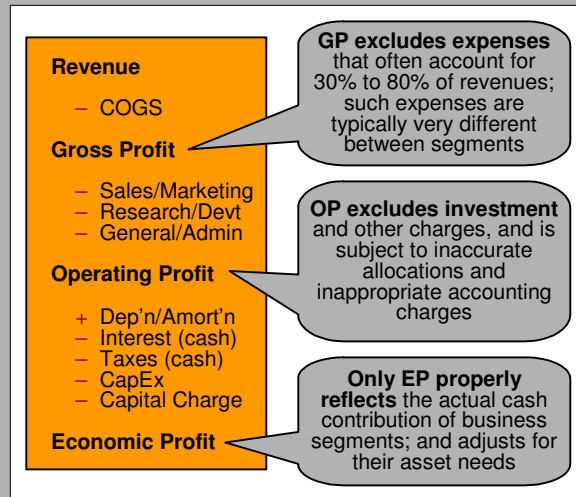 Revenue
– COGS
Gross Profit
– Sales/Marketing
– Research/Devt
– General/Admin
Operating Profit
+ Dep'n/Amort'n
– Interest (cash)
– Taxes (cash)
– CapEx
– Capital Charge
Economic Profit
GP excludes expenses
that often account for
30% to 80% of revenues;
such expenses are
typically very different
between segments
OP excludes investment
and other charges, and is
subject to inaccurate
allocations and
inappropriate accounting
charges
Only EP properly
reflects the actual cash
contribution of business
segments; and adjusts for
their asset needs